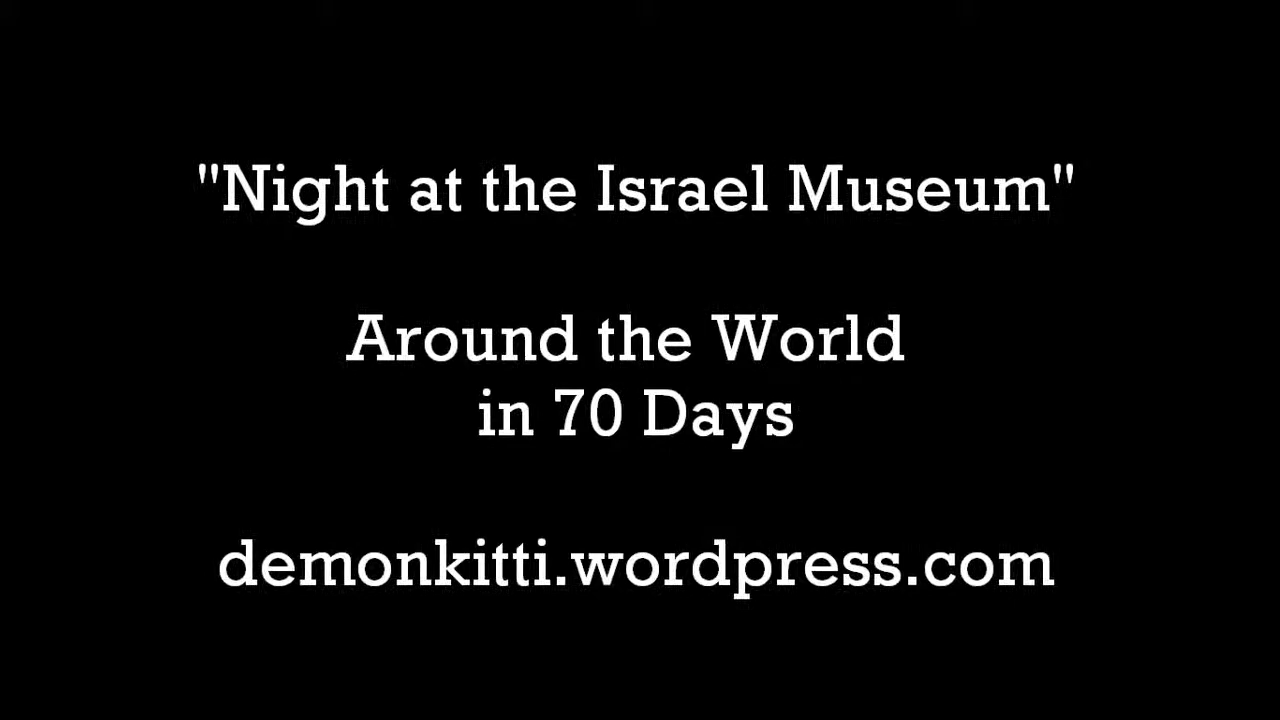 "Night at the Israel Museum"
Around the World
in 70 Days
demonkitti.wordpress.com